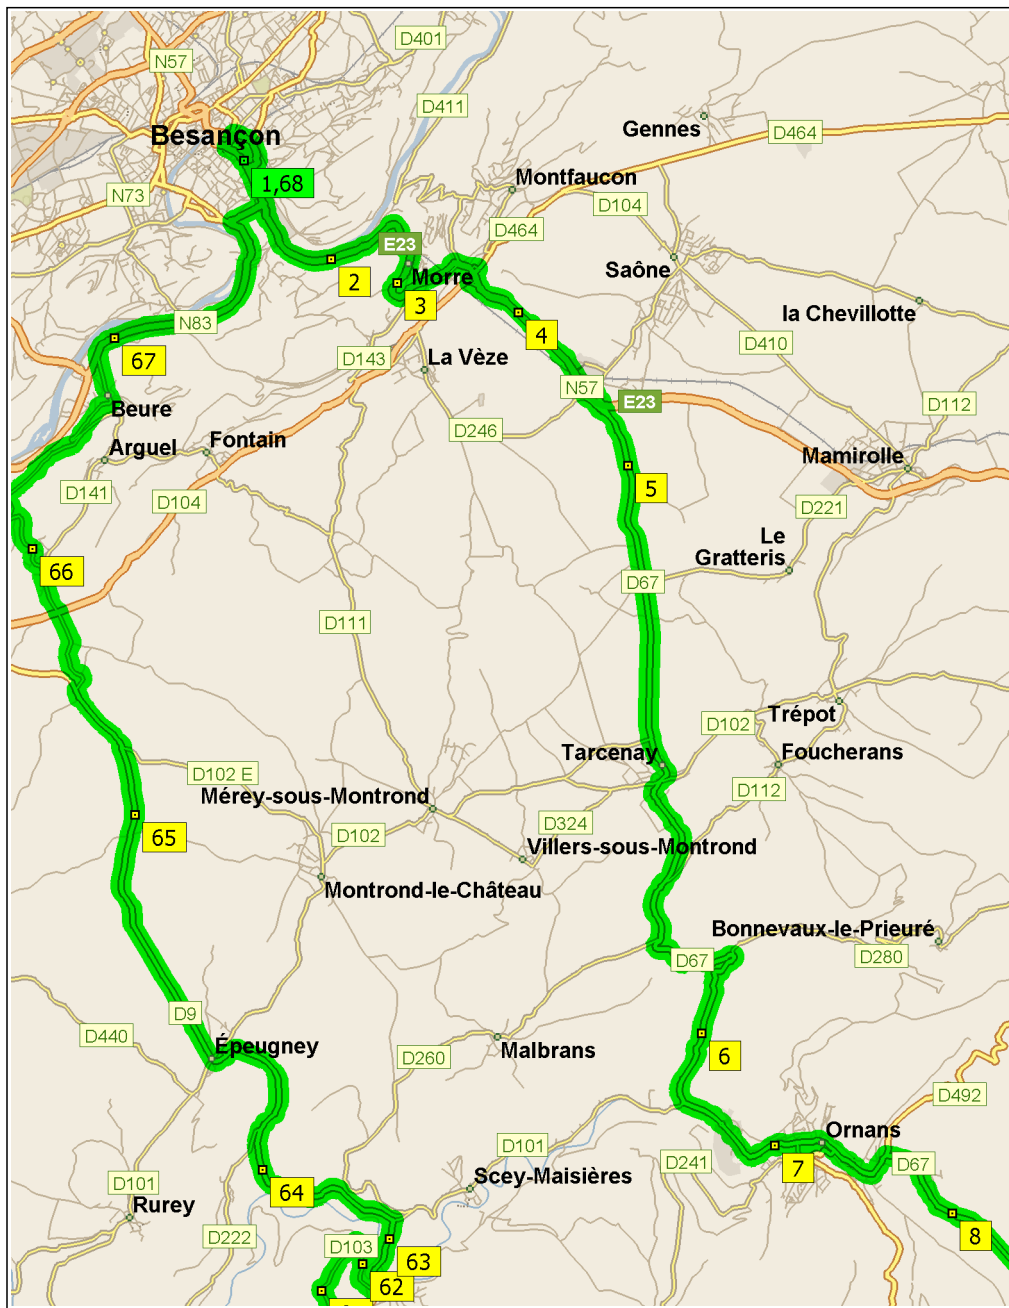 D401
N57
D411
Gennes
D464
Besançon
1,68
Montfaucon
N73
D104
D464
E23
2
Morre
Saône
3
4
la Chevillotte
N83
67
D143
La Vèze
D410
N57
E23
D112
Beure
D246
Arguel
Fontain
Mamirolle
D141
5
D104
D221
Le
Gratteris
66
D67
D111
Trépot
D102
Tarcenay
Foucherans
D102 E
D112
Mérey-sous-Montrond
D324
65
D102
Villers-sous-Montrond
Montrond-le-Château
Bonnevaux-le-Prieuré
D67
D280
D9
D440
Épeugney
Malbrans
D260
6
D492
Ornans
D101
D241
7
D67
Scey-Maisières
D101
64
Rurey
D222
D103
63
8
62